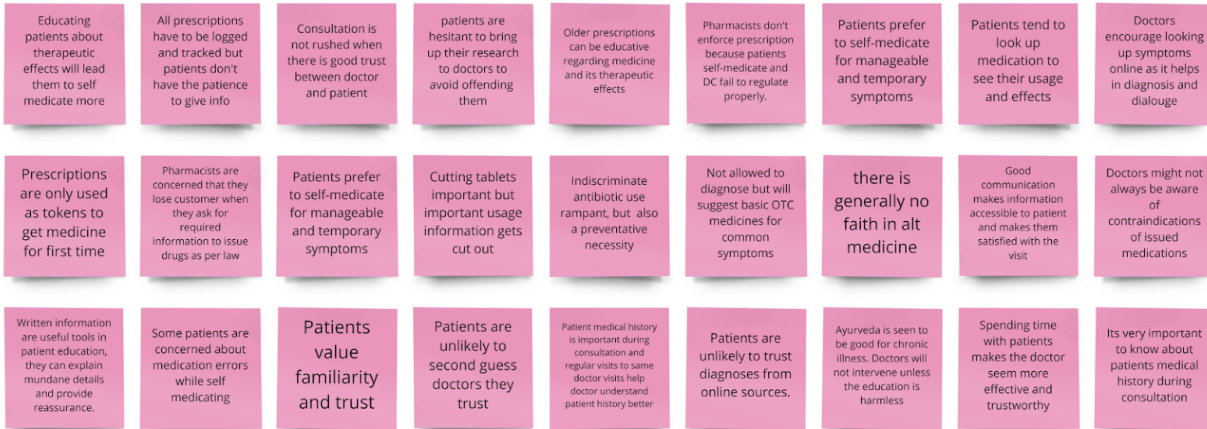 Educating
patients about
therapeutic
effects will lead
them to self
medicate more
All prescriptions
have to be logged
and tracked but
patients don't
have the patience
to give info
Consultation is
not rushed when
there is good trust
between doctor
and patient
patients are
hesitant to bring
up their research
to doctors to
avoid offending
them
Older prescriptions
can be educative
regarding medicine
and its therapeutic
effects
Pharmacists don't
enforce prescription
because patients
self-medicate and
DC fail to regulate
properly.
Patients prefer
to self-medicate
for manageable
and temporary
symptoms
Patients tend to
look up
medication to
see their usage
and effects
Doctors
encourage looking
up symptoms
online as it helps
in diagnosis and
dialouge
Prescriptions
are only used
as tokens to
get medicine
for first time
Pharmacists are
concerned that they
lose customer when
they ask for
required
information to issue
drugs as per law
Patients prefer
to self-medicate
for manageable
and temporary
symptoms
Cutting tablets
important but
important usage
information gets
cut out
Indiscriminate
antibiotic use
rampant, but also
a preventative
necessity
Not allowed to
diagnose but will
suggest basic OTC
medicines for
common
symptoms
there is
generally no
faith in alt
medicine
Good
communication
makes information
accessible to patient
and makes them
satisfied with the
visit
Doctors might not
always be aware
of
contraindications
of issued
medications
Written information
are useful tools in
patient education,
they can explain
mundane details
and provide
reassurance.
Some patients are
concerned about
medication errors
while self
medicating
Patients
value
familiarity
and trust
Patients are
unlikely to
second guess
doctors they
trust
Patient medical history
is important during
consultation and
regular visits to same
doctor visits help
doctor understand
patient history better
Patients are
unlikely to trust
diagnoses from
online sources.
Ayurveda is seen to
be good for chronic
illness. Doctors will
not intervene unless
the education is
harmless
Spending time
with patients
makes the doctor
seem more
effective and
trustworthy
Its very important
to know about
patients medical
history during
consultation